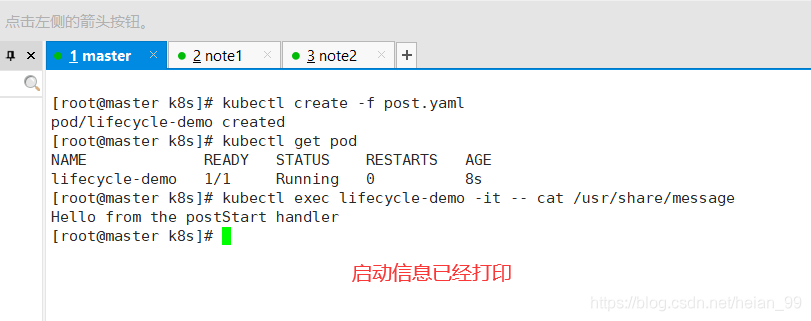 点击左侧的箭头按钮。
1 master
2 note1
3 note2
[root@master k8s]# kubectl create -f post.yaml
pod/lifecycle-demo created
[root@master k8s]# kubectl get pod
NAME READY STATUS RESTARTS AGE
lifecycle-demo 1/1 Running 0 8s
[root@master k8s]# kubectl exec lifecycle-demo -it -- cat /usr/share/message
Hello from the postStart handler
[root@master k8s]#
启动信息已经打印
https://blog.csdn.net/heian_99